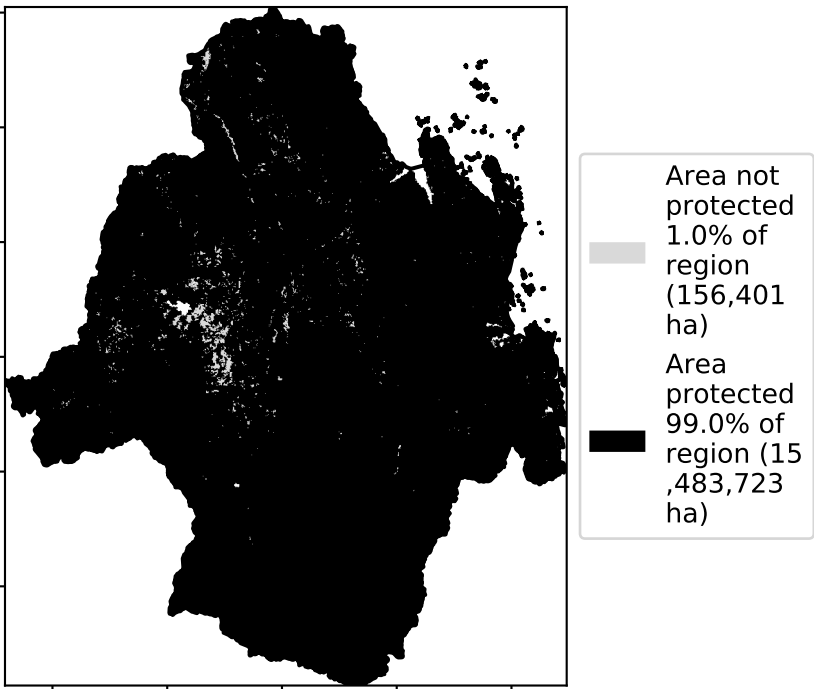 Area not
protected
1.0% of
region
(156,401
ha)
Area
protected
99.0% of
region (15
,483,723
ha)